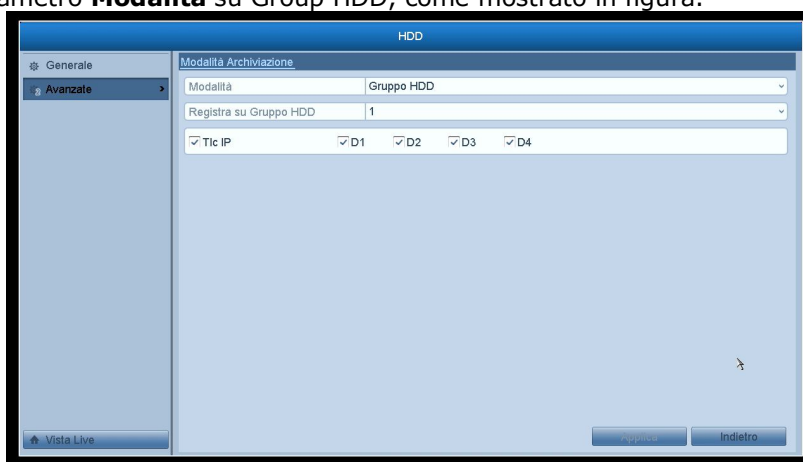 ametro Modalità su Group HDD, come mostrato in figura:
HDD
Generale
Avanzate
Modalità Archiviazione
Modalità Gruppo HDD
Registra su Gruppo HDD 1
Tlc IP D1 D2 D3 D4
Vista Live
Applica Indietro